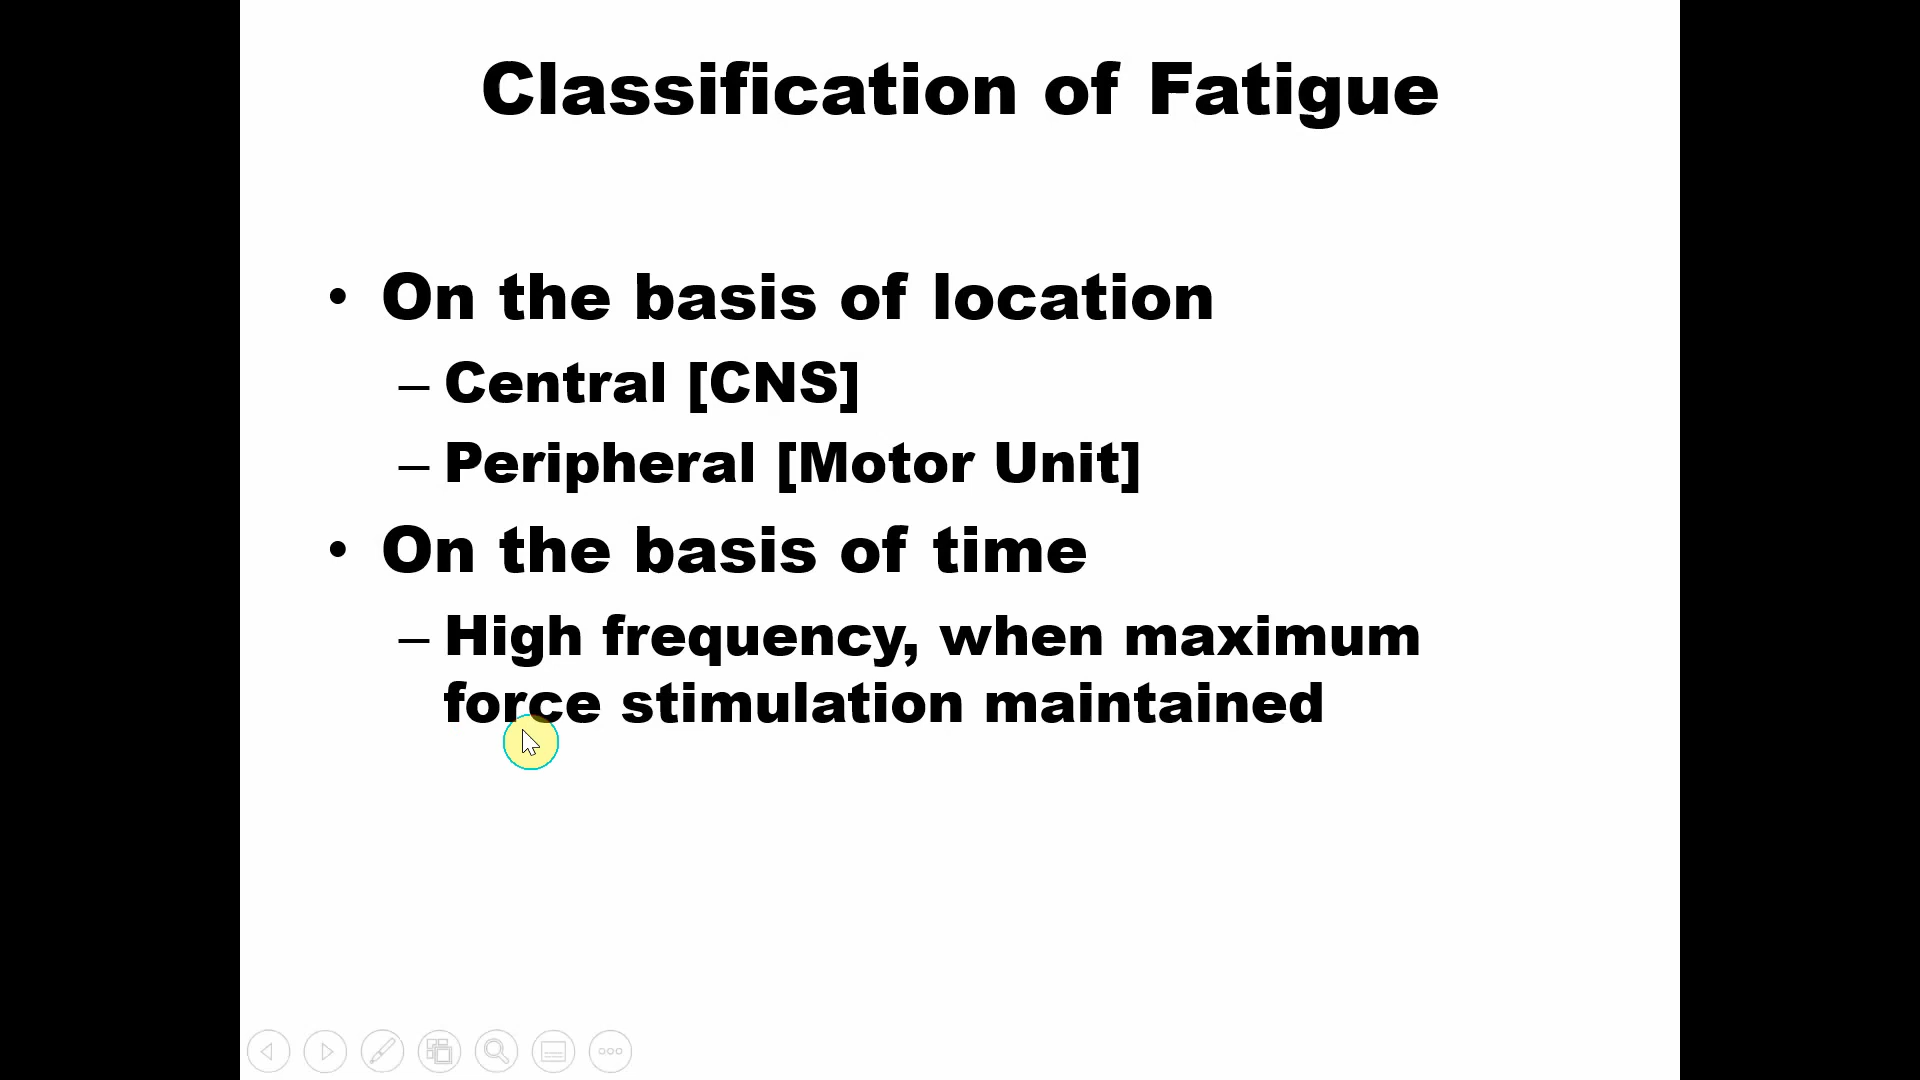 Classification of Fatigue
• On the basis of location
– Central [CNS]
– Peripheral [Motor Unit]
• On the basis of time
– High frequency, when maximum
force stimulation maintained